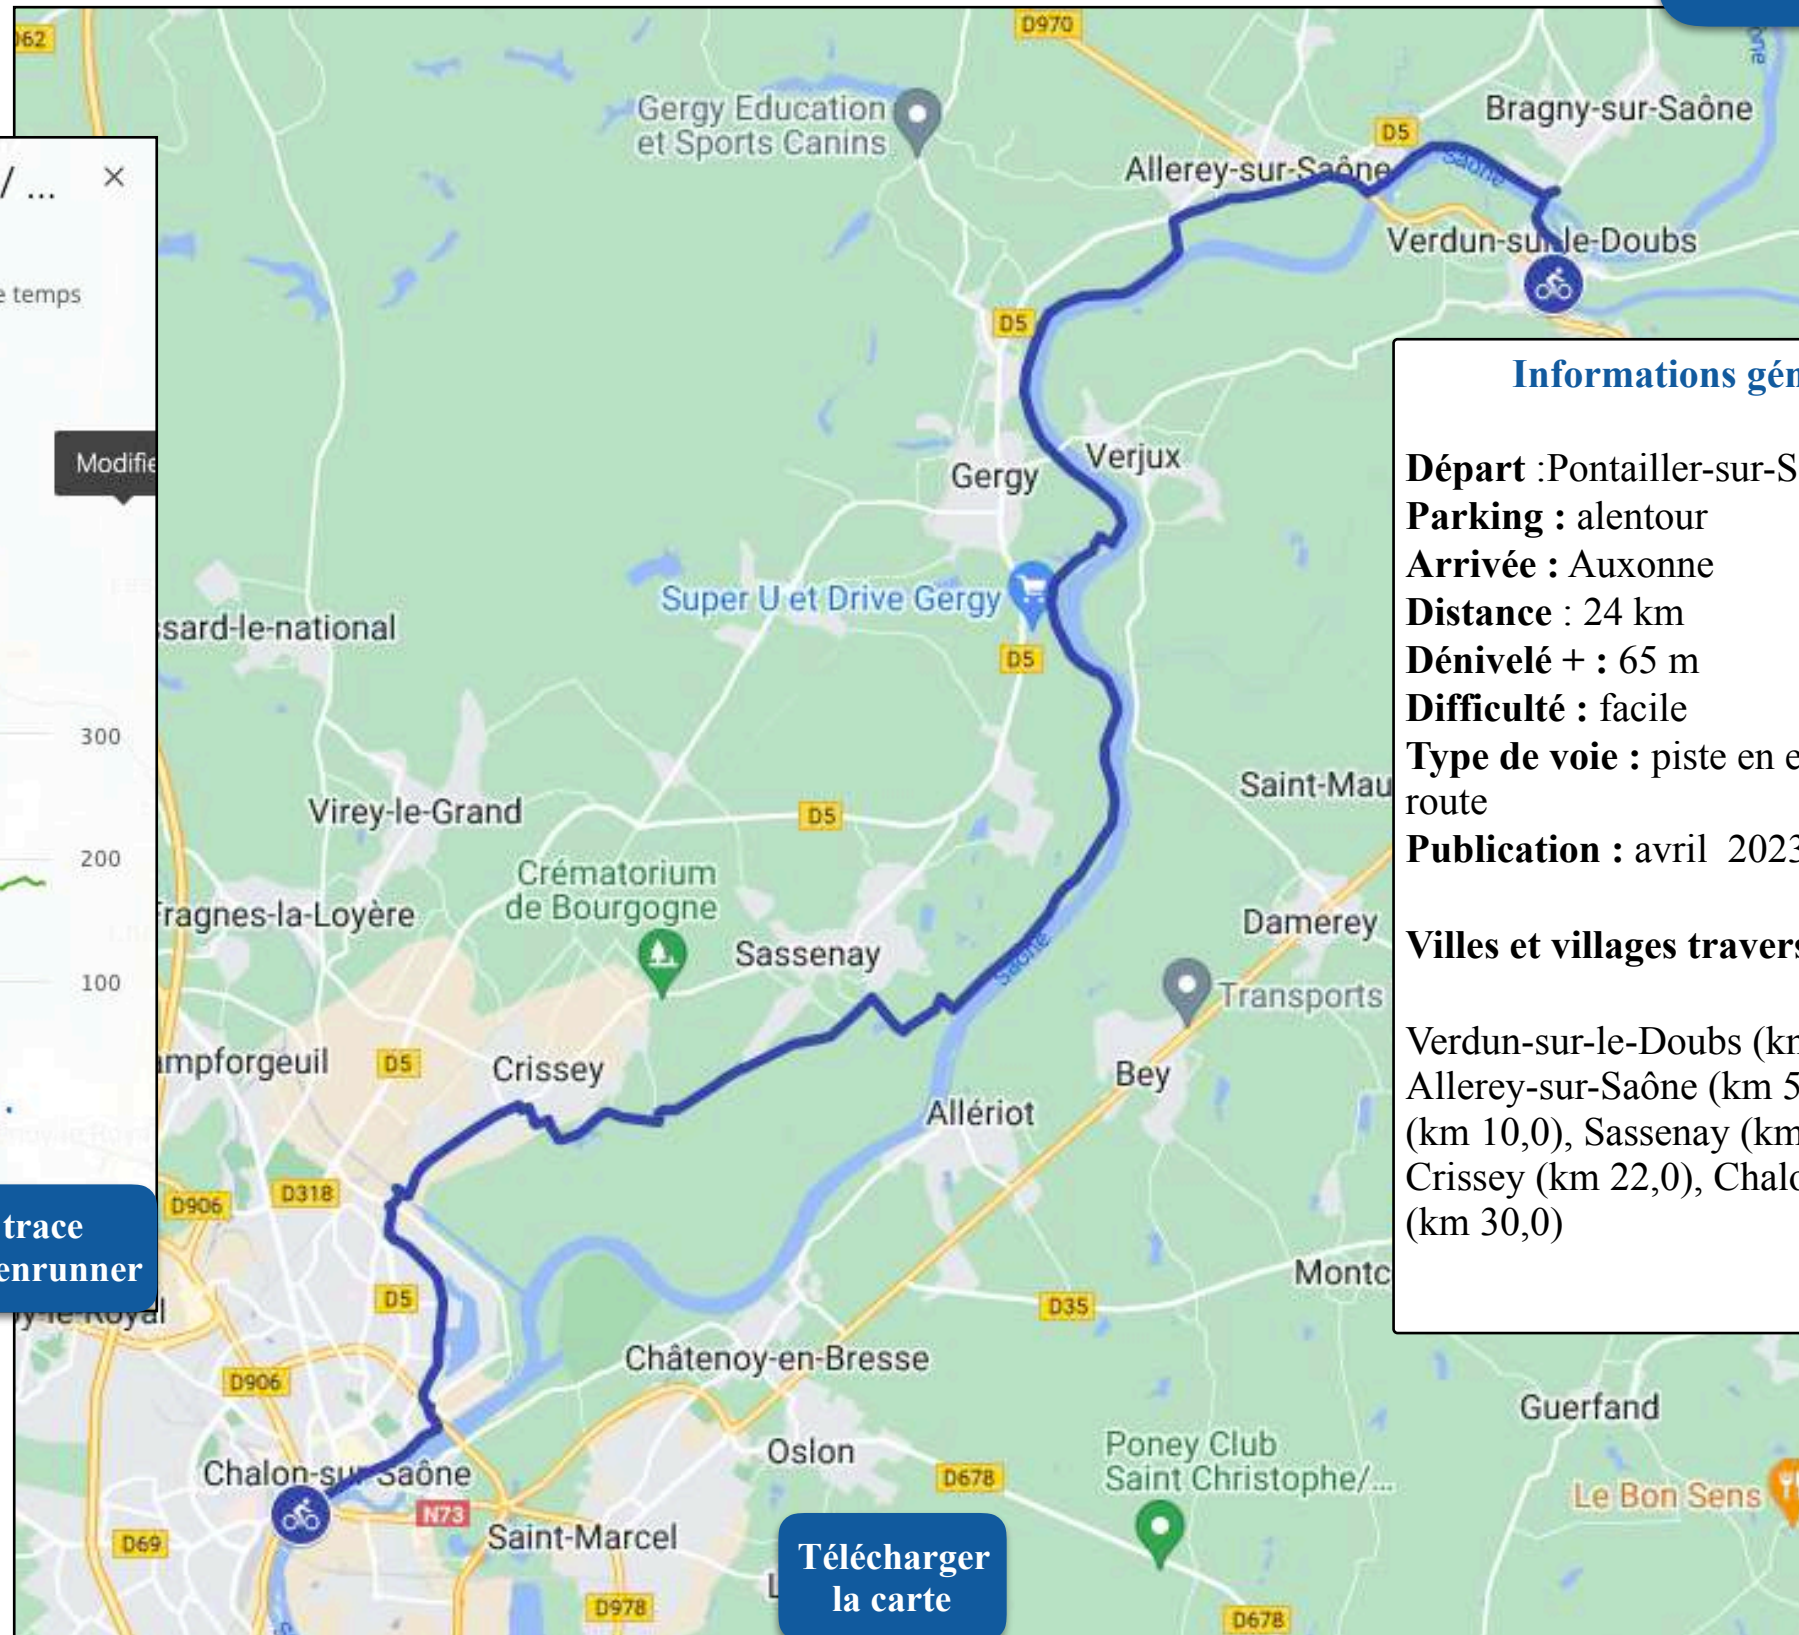 D62
D970
Gergy Education
et Sports Canins
Bragny-sur-Saône
D5
Allerey-sur-Saône
Saône
/ ...
×
Verdun-sur-le-Doubs
e temps
D5
Informations gén
Modifie
Verjux
Gergy
Départ :Pontailler-sur-S
Parking : alentour
Arrivée : Auxonne
Distance : 24 km
Dénivelé + : 65 m
Difficulté : facile
Type de voie : piste en e
route
Publication : avril 2023
Villes et villages travers
Verdun-sur-le-Doubs (km
Allerey-sur-Saône (km 5
(km 10,0), Sassenay (km
Crissey (km 22,0), Chalo
(km 30,0)
Super U et Drive Gergy
ssard-le-national
D5
300
Saint-Mau
Virey-le-Grand
D5
200
Crématorium
de Bourgogne
Fragnes-la-Loyère
Damerey
Sassenay
Saône
100
Transports
ampforgeuil
D5
Crissey
Bey
Allériot
D906
D318
trace
enrunner
Montc
D5
D35
y-le-Royal
Châtenoy-en-Bresse
D906
Guerfand
Oslon
Poney Club
Saint Christophe/...
Chalon-sur-Saône
D678
Le Bon Sens
N73
Saint-Marcel
D69
Télécharger
la carte
D978
D678